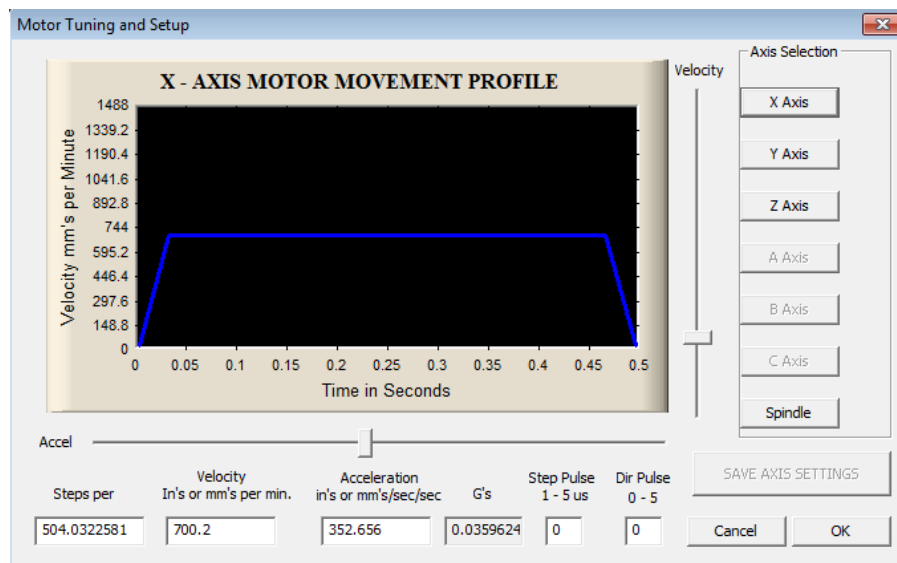 Motor Tuning and Setup
X - AXIS MOTOR MOVEMENT PROFILE
Velocity mm's per Minute
1488
1339.2
1190.4
1041.6
892.8
744
595.2
446.4
297.6
148.8
0
0 0.05 0.1 0.15 0.2 0.25 0.3 0.35 0.4 0.45 0.5
Time in Seconds
Velocity
Axis Selection
X Axis
Y Axis
Z Axis
A Axis
B Axis
C Axis
Spindle
Accel
Steps per
504.0322581
Velocity
In's or mm's per min.
700.2
Acceleration
in's or mm's/sec/sec
352.656
G's
0.0359624
Step Pulse
1 - 5 us
0
Dir Pulse
0 - 5
0
SAVE AXIS SETTINGS
Cancel
OK